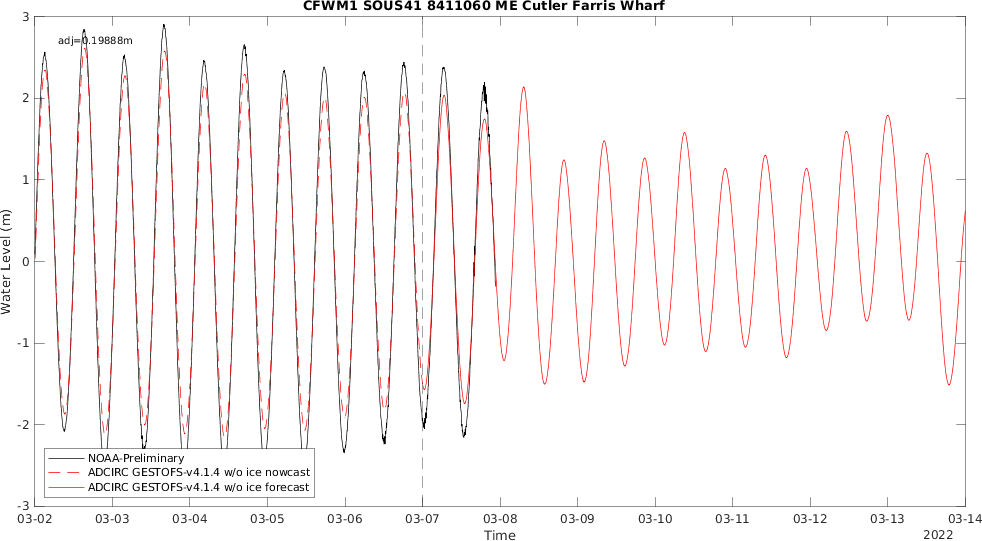 CFWM1 SOUS41 8411060 ME Cutler Farris Wharf
3
adj=0.19888m
2
1
0
-1
-2
-3
Water Level (m)
NOAA-Preliminary
ADCIRC GESTOFS-v4.1.4 w/o ice nowcast
ADCIRC GESTOFS-v4.1.4 w/o ice forecast
03-02 03-03 03-04 03-05 03-06 03-07 03-08 03-09 03-10 03-11 03-12 03-13 03-14
Time
2022